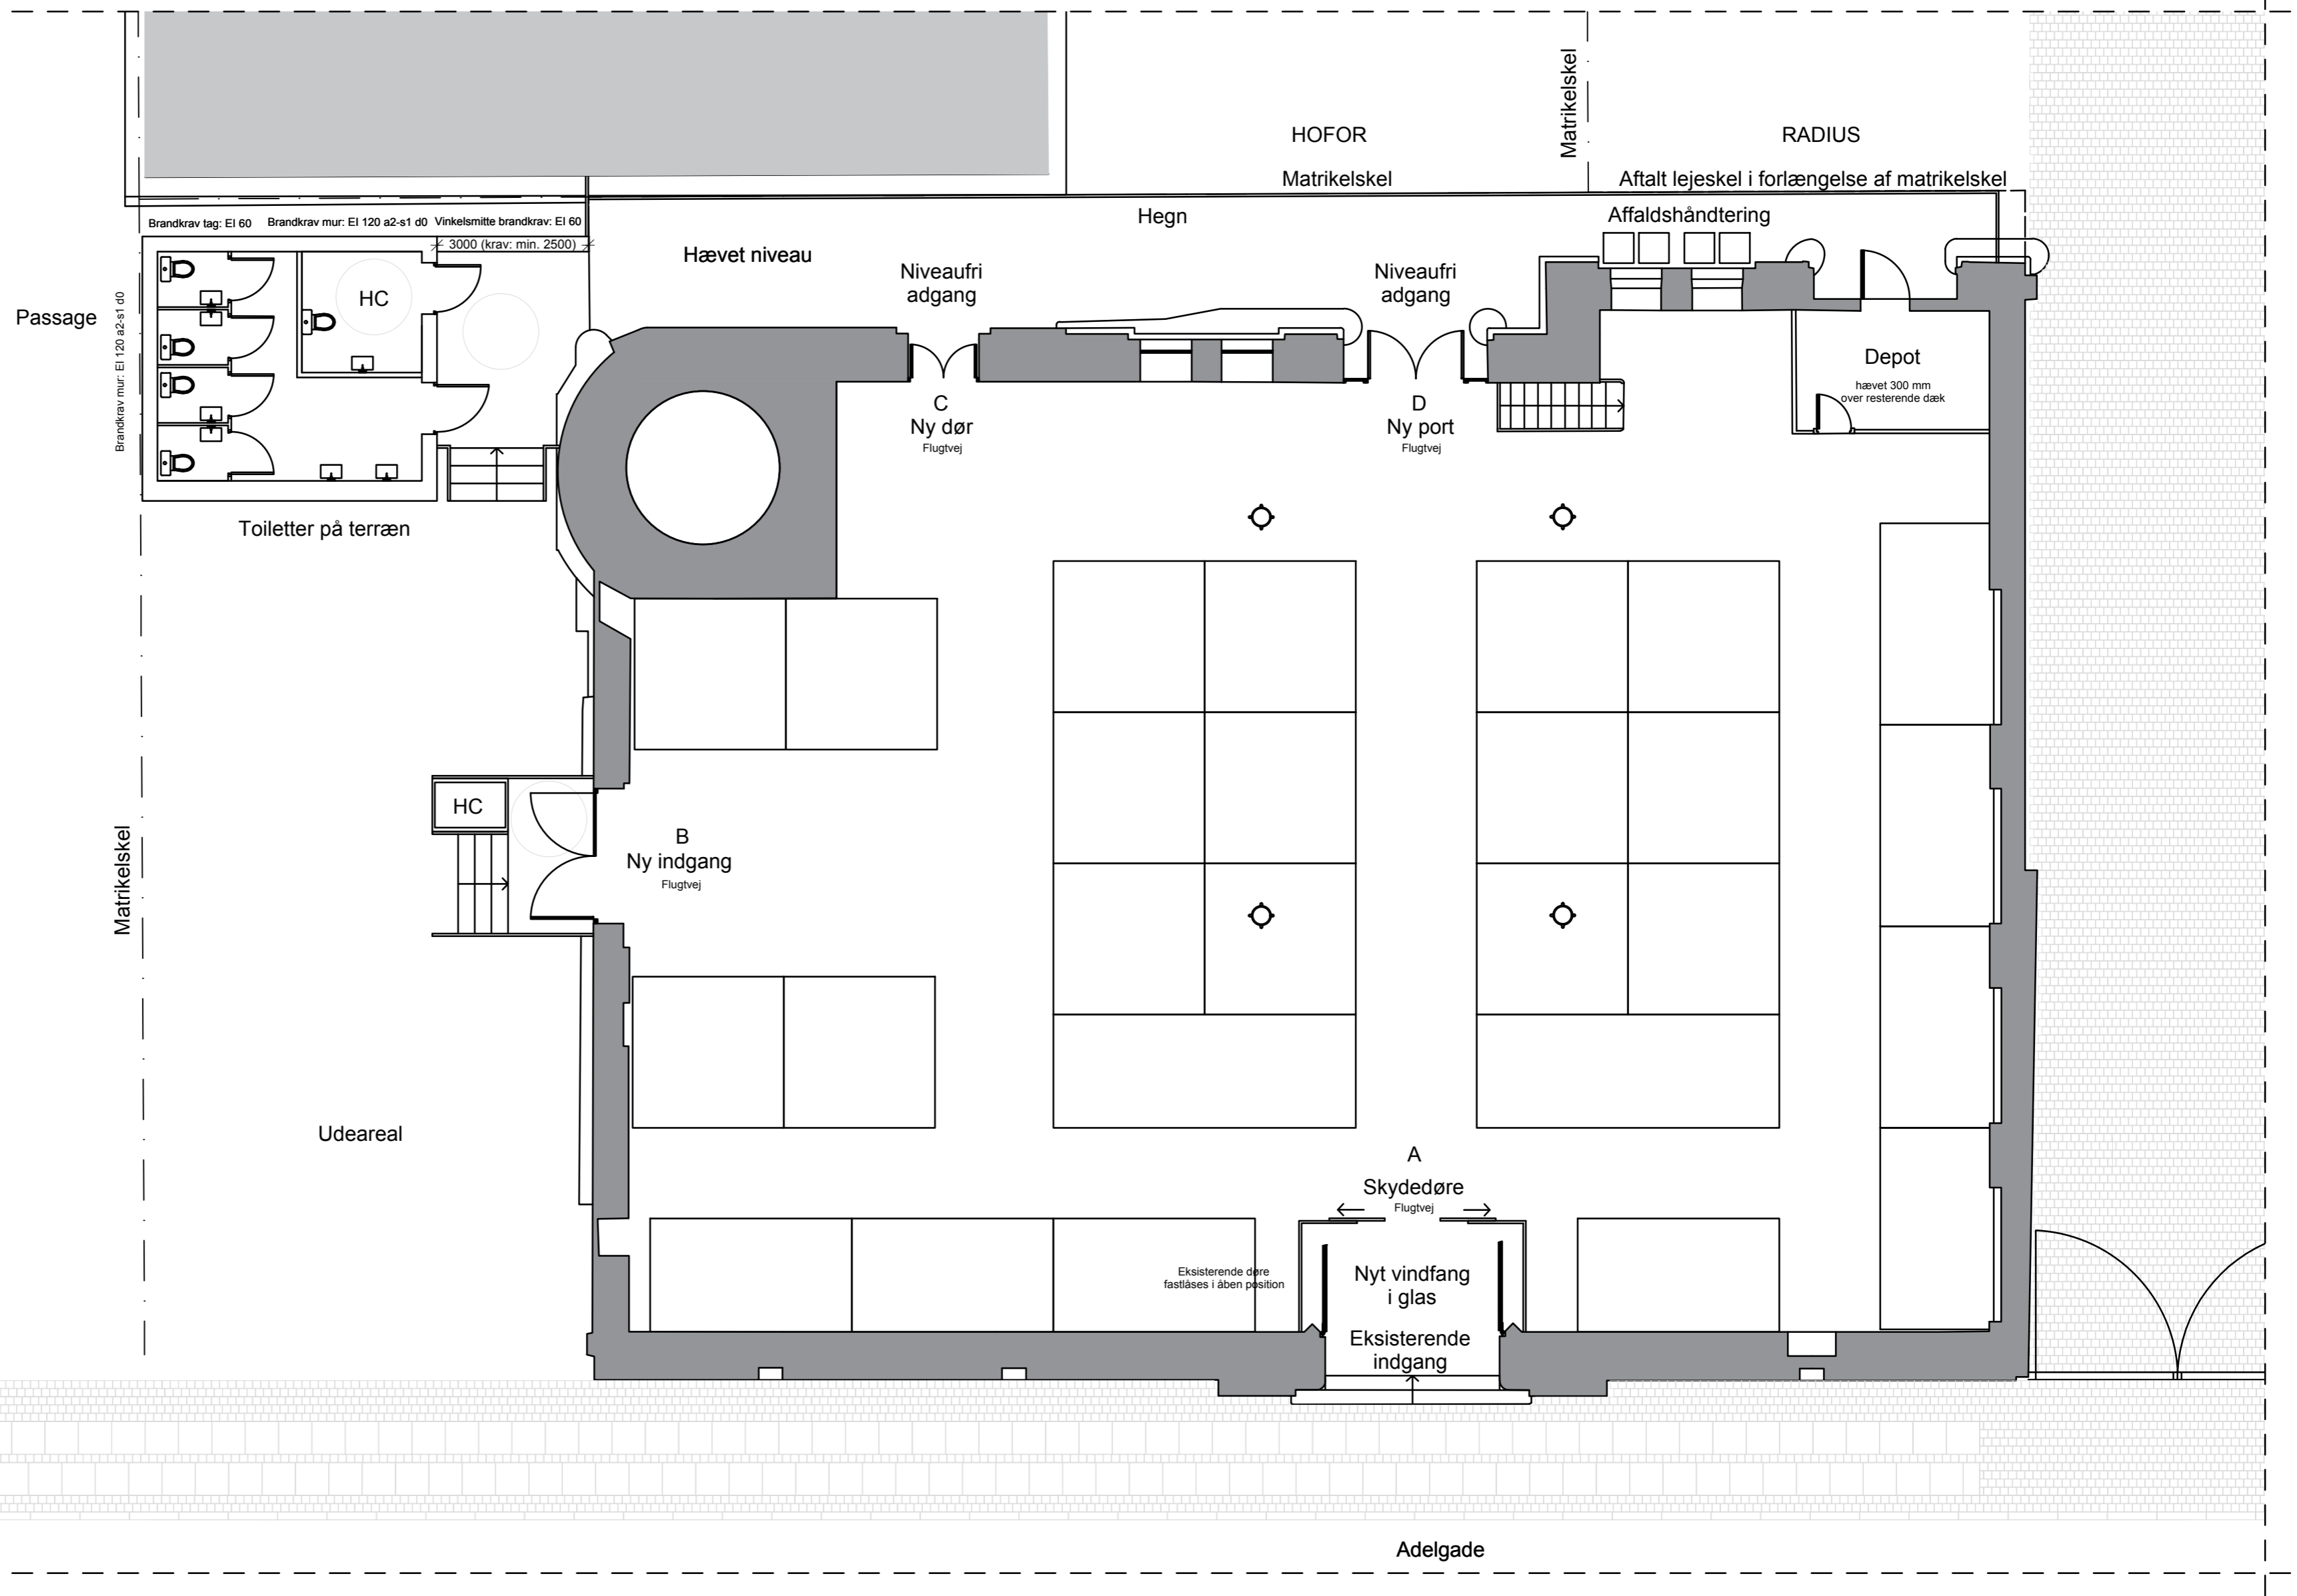 Matrikelskel
HOFOR
RADIUS
Matrikelskel
Aftalt lejeskel i forlængelse af matrikelskel
Hegn
Affaldshåndtering
Brandkrav tag: EI 60
Brandkrav mur: EI 120 a2-s1 d0
Vinkelsmitte brandkrav: EI 60
3000 (krav: min. 2500)
Hævet niveau
Niveaufri
adgang
Niveaufri
adgang
HC
Passage
Brandkrav mur: EI 120 a2-s1 d0
Depot
hævet 300 mm
over resterende dæk
C
Ny dør
Flugtvej
D
Ny port
Flugtvej
Toiletter på terræn
HC
B
Ny indgang
Flugtvej
Matrikelskel
Udeareal
A
Skydedøre
Flugtvej
Eksisterende døre
fastlåses i åben position
Nyt vindfang
i glas
Eksisterende
indgang
Adelgade